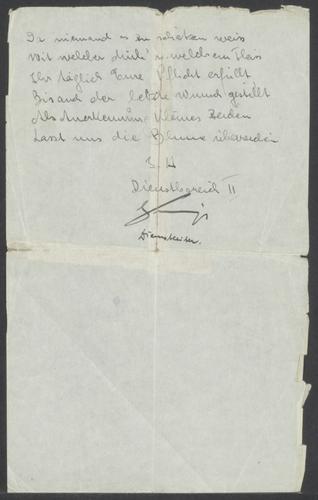 Da niemand es zu schätzen weiss
Mit welcher u. welchem Fleis
Ihr täglich Eure Pflicht erfüllt
Bis auch der letzte Wunsch gestillt
Als Anerkennung kleines Zeichen
Lasst uns die Blume überreichen
Dienstbereich II
Dienstleiter.